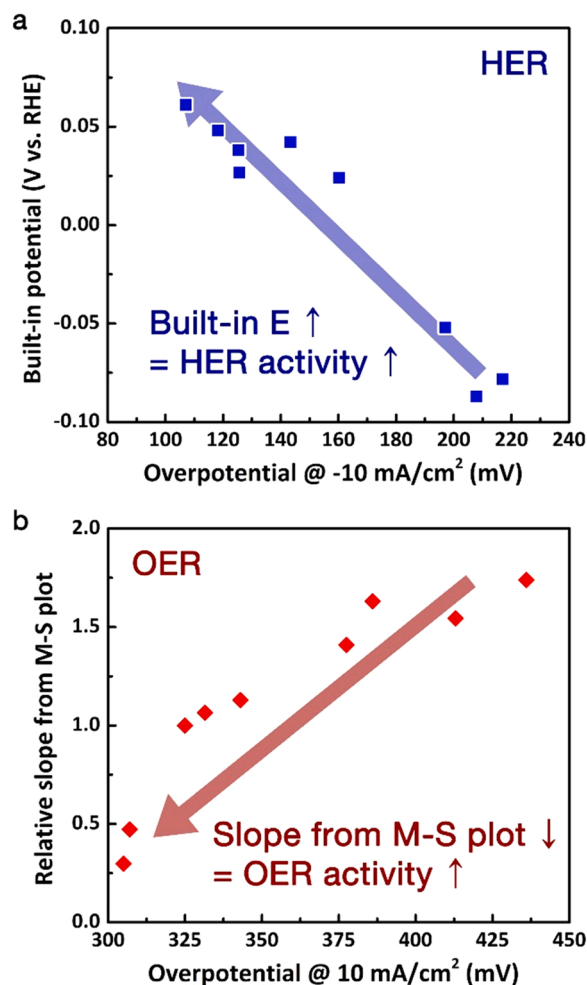 a
0.10
0.05
0.00
-0.05
-0.10
Built-in potential (V vs. RHE)
HER
Built-in E ↑
= HER activity ↑
80 100 120 140 160 180 200 220 240
Overpotential @ -10 mA/cm² (mV)
b
2.0
1.5
1.0
0.5
0.0
Relative slope from M-S plot
OER
Slope from M-S plot ↓
= OER activity ↑
300 325 350 375 400 425 450
Overpotential @ 10 mA/cm² (mV)